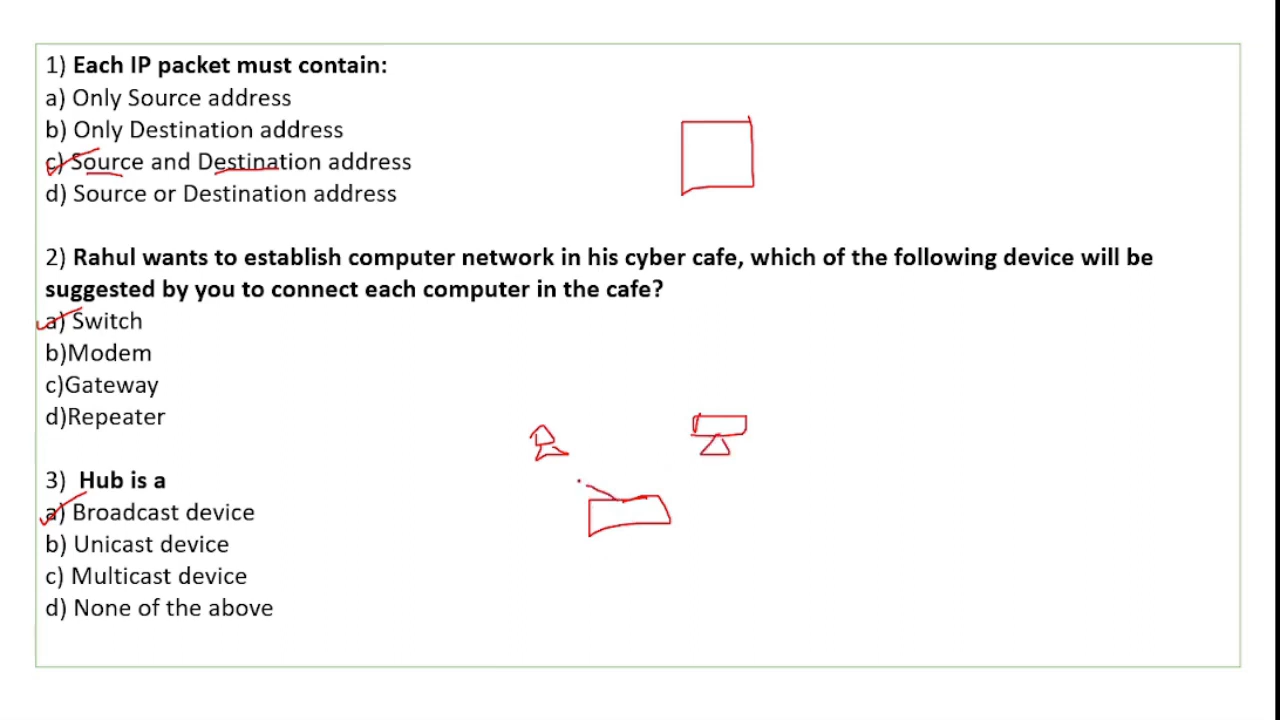 1) Each IP packet must contain:
a) Only Source address
b) Only Destination address
c) Source and Destination address
d) Source or Destination address
2) Rahul wants to establish computer network in his cyber cafe, which of the following device will be
suggested by you to connect each computer in the cafe?
a) Switch
b)Modem
c)Gateway
d)Repeater
3) Hub is a
a) Broadcast device
b) Unicast device
c) Multicast device
d) None of the above